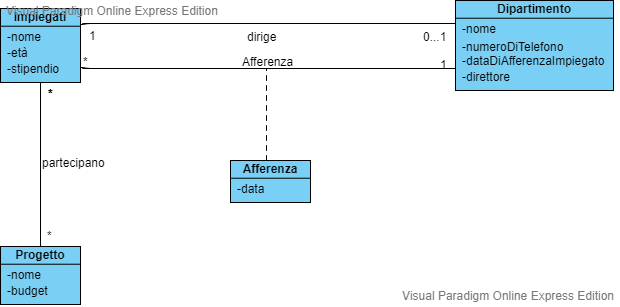 Visual Paradigm Online Express Edition
Impiegati
-nome
-età
-stipendio
1
dirige
0...1
Dipartimento
-nome
-numeroDiTelefono
-dataDiAfferenzaImpiegato
-direttore
*
Afferenza
1
*
partecipano
Afferenza
-data
*
Progetto
-nome
-budget
Visual Paradigm Online Express Edition